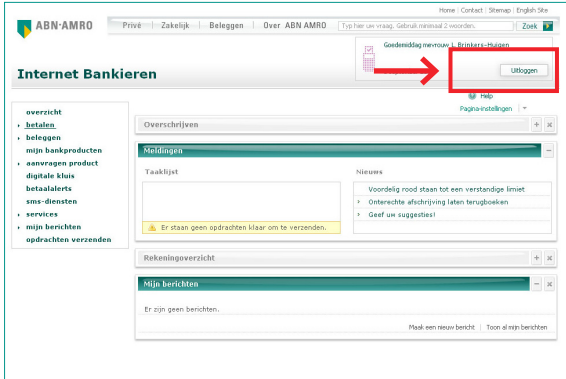 Home | Contact | Sitemap | English Site
ABN·AMRO
Privé | Zakelijk | Beleggen | Over ABN AMRO
Typ hier uw vraag. Gebruik minimaal 2 woorden.
Zoek
Goedemiddag mevrouw L. Brinkers-Huigen
Internet Bankieren
Uitloggen
Help
Pagina-instellingen
overzicht
betalen
beleggen
mijn bankproducten
aanvragen product
digitale kluis
betaalalerts
sms-diensten
services
mijn berichten
opdrachten verzenden
Overschrijven
Meldingen
Taaklijst
Er staan geen opdrachten klaar om te verzenden.
Nieuws
Voordelig rood staan tot een verstandige limiet
Onterechte afschrijving laten terugboeken
Geef uw suggesties!
Rekeningoverzicht
Mijn berichten
Er zijn geen berichten.
Maak een nieuw bericht | Toon al mijn berichten